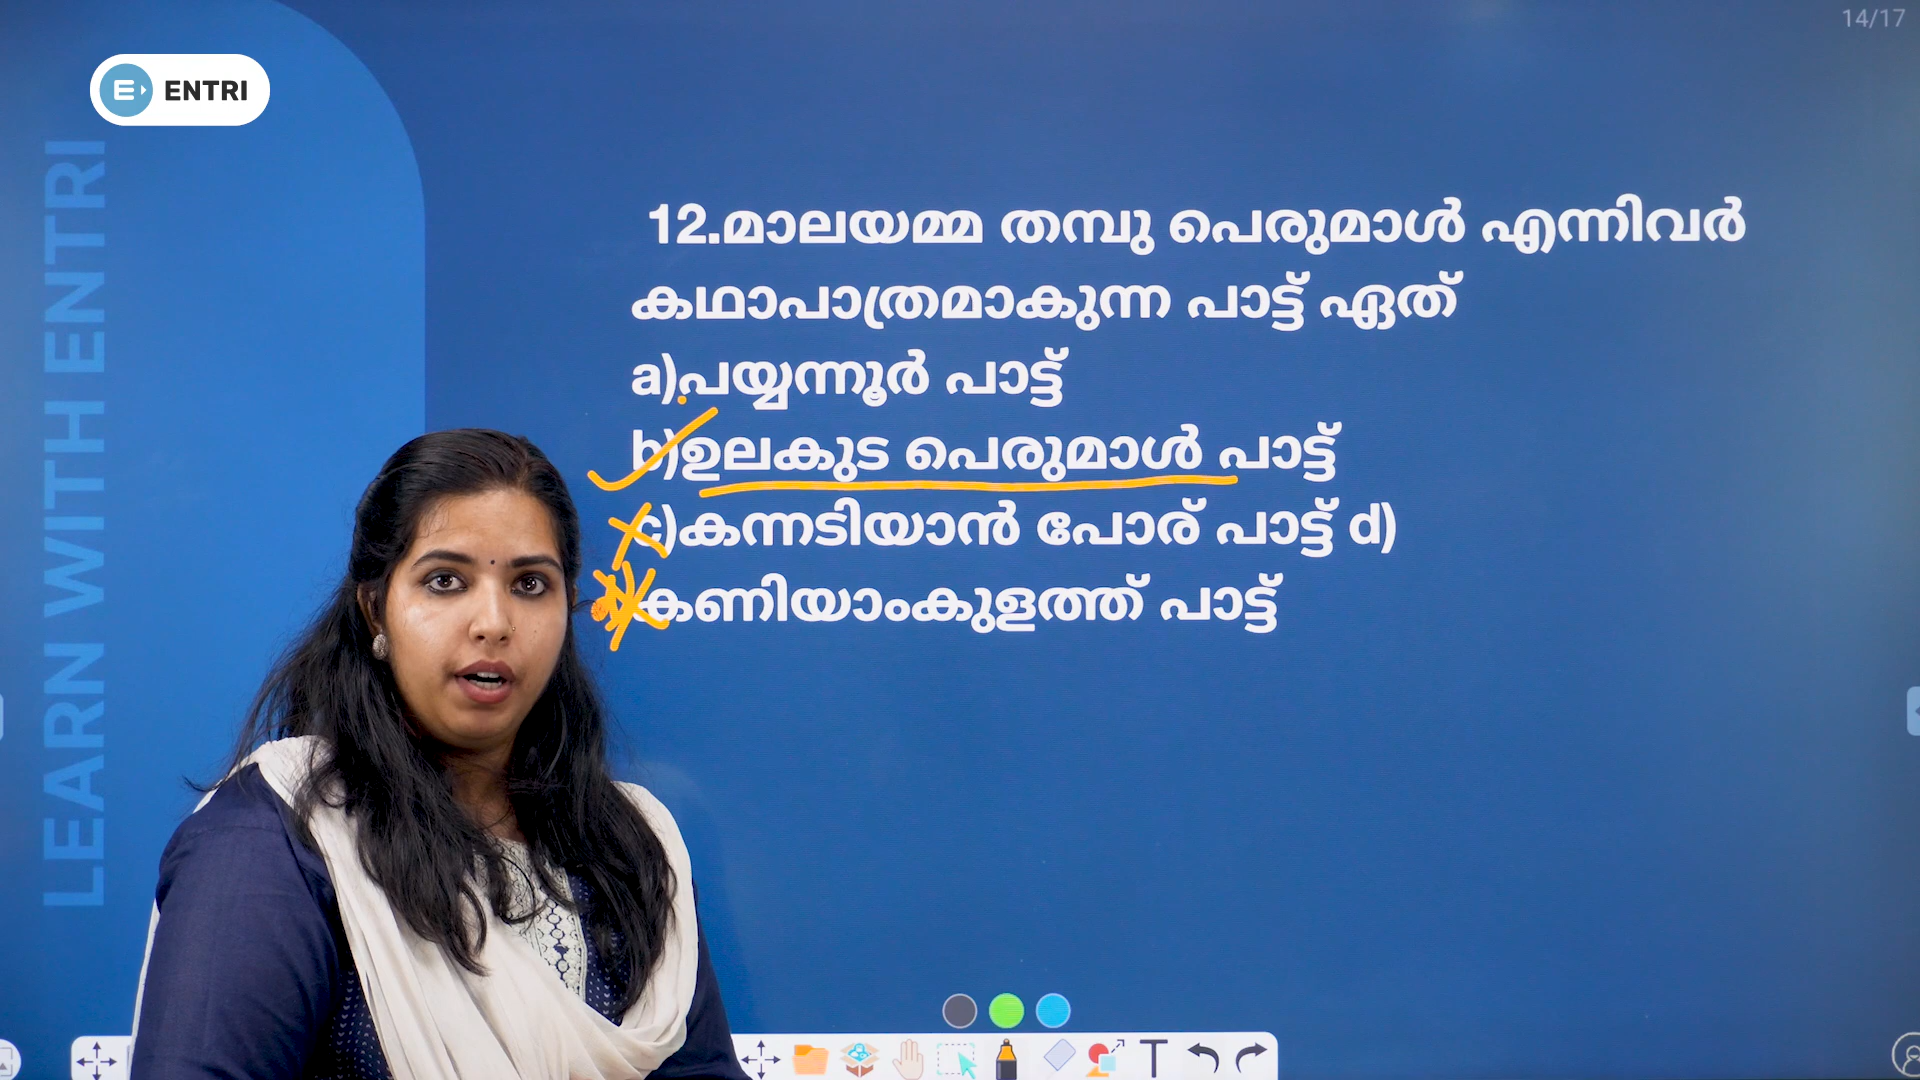 14/17
ENTRI
LEARN WITH ENTRI
12.മാലയമ്മ തമ്പു പെരുമാൾ എന്നിവർ
കഥാപാത്രമാകുന്ന പാട്ട് ഏത്
a)പയ്യന്നൂർ പാട്ട്
b)ഉലകുട പെരുമാൾ പാട്ട്
c)കന്നടിയാൻ പോര് പാട്ട് d)
കണിയാംകുളത്ത് പാട്ട്
T